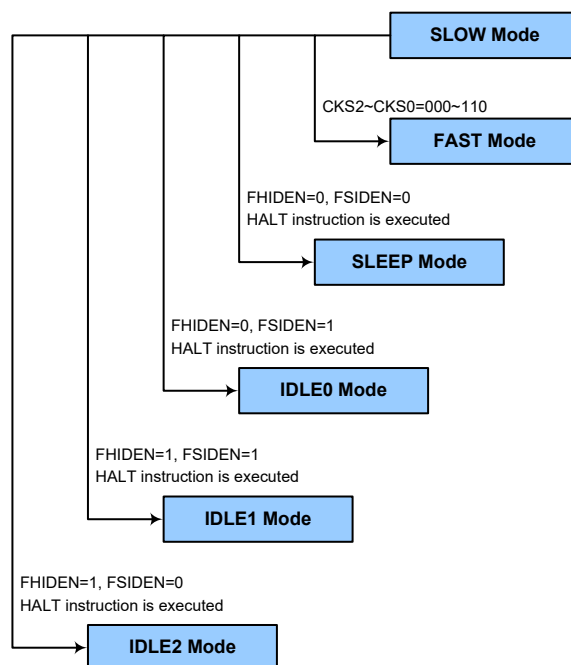 SLOW Mode
CKS2~CKS0=000~110
FAST Mode
FHIDEN=0, FSIDEN=0
HALT instruction is executed
SLEEP Mode
FHIDEN=0, FSIDEN=1
HALT instruction is executed
IDLE0 Mode
FHIDEN=1, FSIDEN=1
HALT instruction is executed
IDLE1 Mode
FHIDEN=1, FSIDEN=0
HALT instruction is executed
IDLE2 Mode